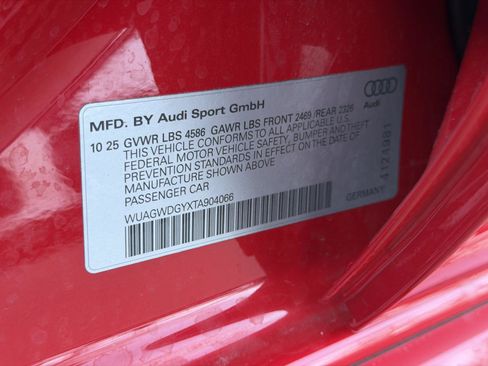 MFD. BY Audi Sport GmbH
Audi
10 25 GVWR LBS 4586 GAWR LBS FRONT 2469 /REAR 2326
THIS VEHICLE CONFORMS TO ALL APPLICABLE U.S.
FEDERAL MOTOR VEHICLE SAFETY, BUMPER AND THEFT
PREVENTION STANDARDS IN EFFECT ON THE DATE OF
MANUFACTURE SHOWN ABOVE
PASSENGER CAR
WUAGWDGYXTA904066
GERMANY
4124981